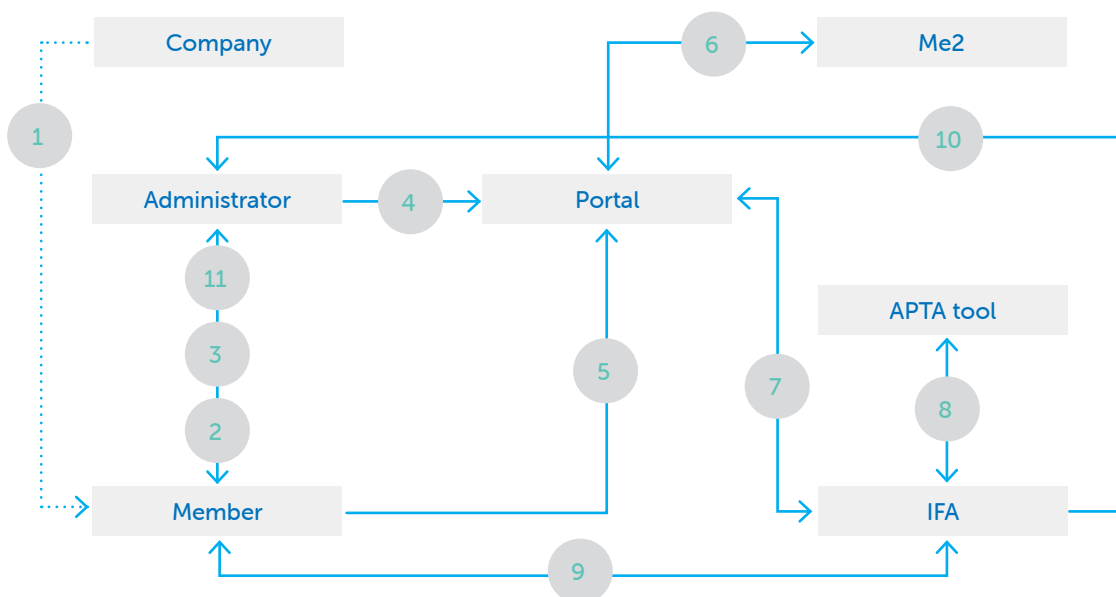 Company
6
Me2
1
10
Administrator
4
Portal
11
APTA tool
3
5
7
8
2
Member
IFA
9